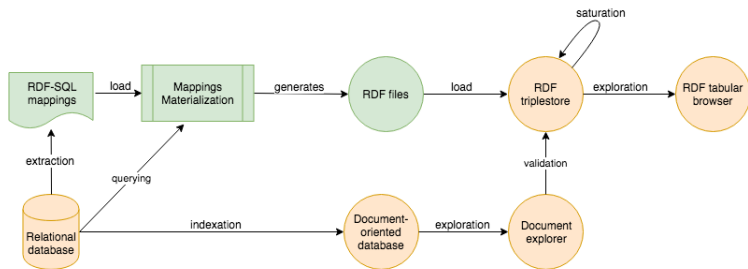 saturation
RDF-SQL
mappings
load
Mappings
Materialization
generates
RDF files
load
RDF
triplestore
exploration
RDF tabular
browser
extraction
querying
validation
Relational
database
indexation
Document-
oriented
database
exploration
Document
explorer